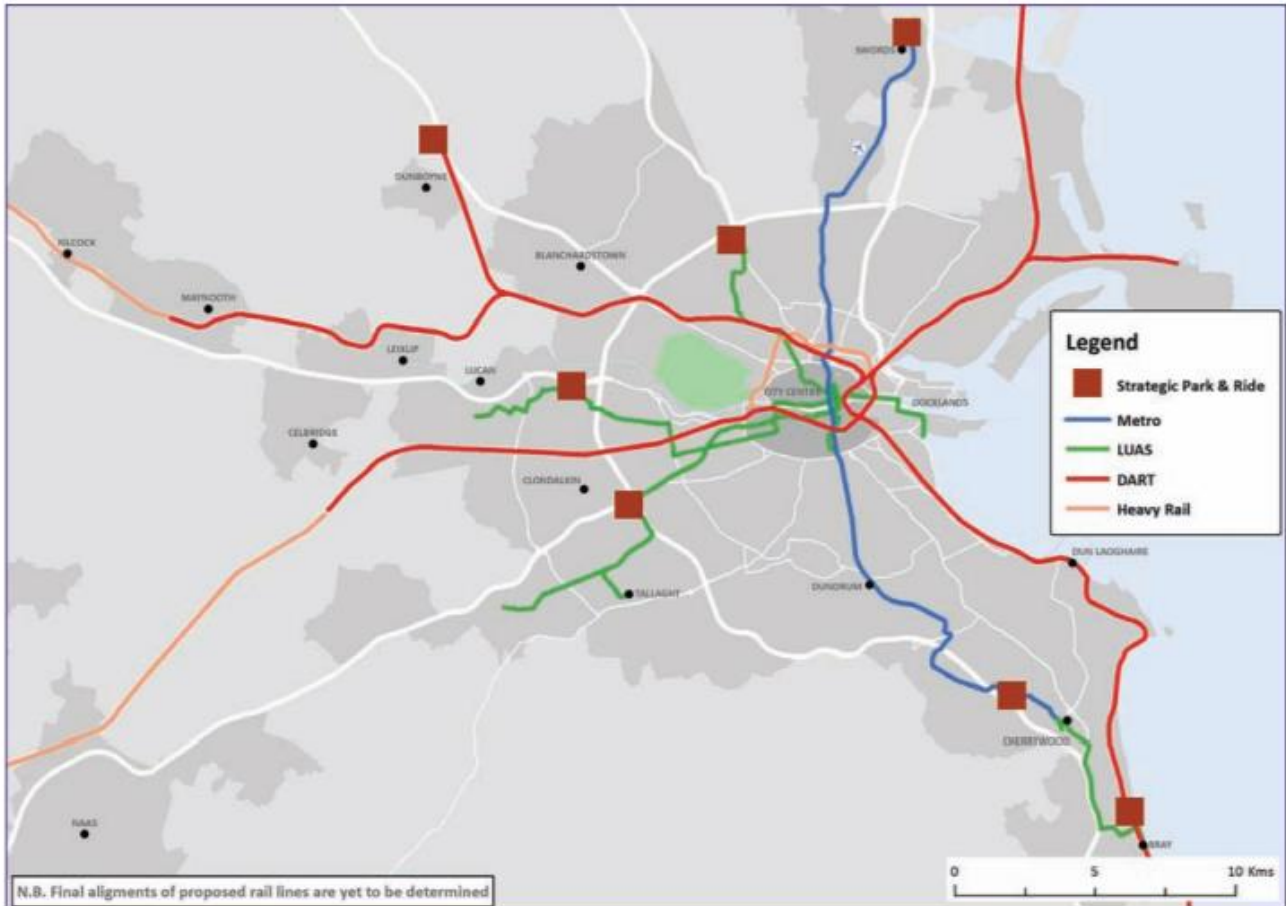 SWORDS
DUNBOYNE
KILCOCK
BLANCHARDSTOWN
MAYNOOTH
LEIXLIP
LUCAN
CITY CENTER
DOCKLANDS
CELBRIDGE
CLONDALKIN
Legend
Strategic Park & Ride
Metro
LUAS
DART
Heavy Rail
DUN LAOGHAIRE
DUNDRUM
TALLAGHT
CHERRYWOOD
NAAS
BRAY
0 5 10 Kms
N.B. Final aligments of proposed rail lines are yet to be determined